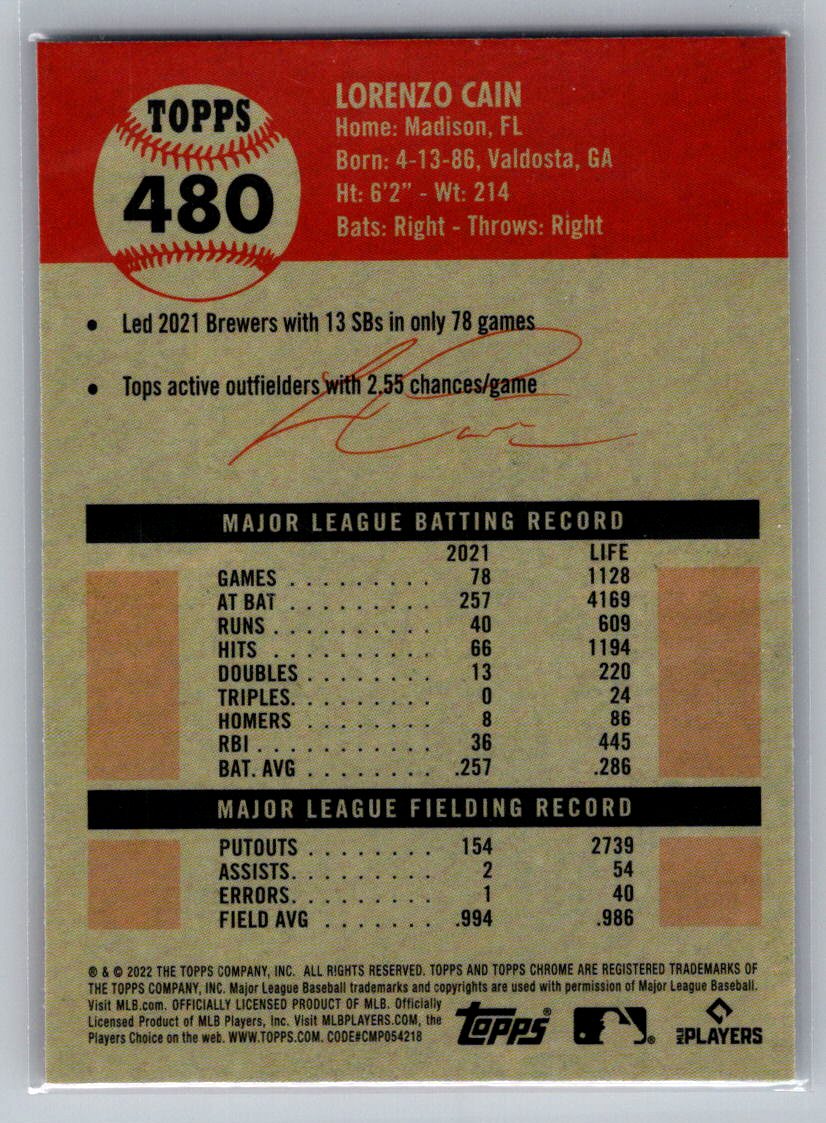 TOPPS
480
LORENZO CAIN
Home: Madison, FL
Born: 4-13-86, Valdosta, GA
Ht: 6'2" - Wt: 214
Bats: Right - Throws: Right
• Led 2021 Brewers with 13 SBs in only 78 games
• Tops active outfielders with 2.55 chances/game
MAJOR LEAGUE BATTING RECORD
2021 LIFE
GAMES . . . . . . . . . 78 1128
AT BAT . . . . . . . . . 257 4169
RUNS . . . . . . . . . . 40 609
HITS . . . . . . . . . . 66 1194
DOUBLES . . . . . . . . 13 220
TRIPLES. . . . . . . . . 0 24
HOMERS . . . . . . . . 8 86
RBI . . . . . . . . . . . 36 445
BAT. AVG . . . . . . . . .257 .286
MAJOR LEAGUE FIELDING RECORD
PUTOUTS . . . . . . . . 154 2739
ASSISTS. . . . . . . . . 2 54
ERRORS. . . . . . . . . 1 40
FIELD AVG . . . . . . . .994 .986
® & © 2022 THE TOPPS COMPANY, INC. ALL RIGHTS RESERVED. TOPPS AND TOPPS CHROME ARE REGISTERED TRADEMARKS OF
THE TOPPS COMPANY, INC. Major League Baseball trademarks and copyrights are used with permission of Major League Baseball.
Visit MLB.com. OFFICIALLY LICENSED PRODUCT OF MLB. Officially
Licensed Product of MLB Players, Inc. Visit MLBPLAYERS.COM, the
Players Choice on the web. WWW.TOPPS.COM. CODE#CMP054218
topps®
MLB PLAYERS